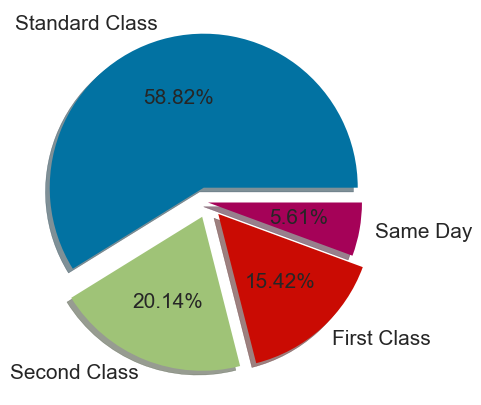 Standard Class
58.82%
5.61%
Same Day
15.42%
20.14%
First Class
Second Class